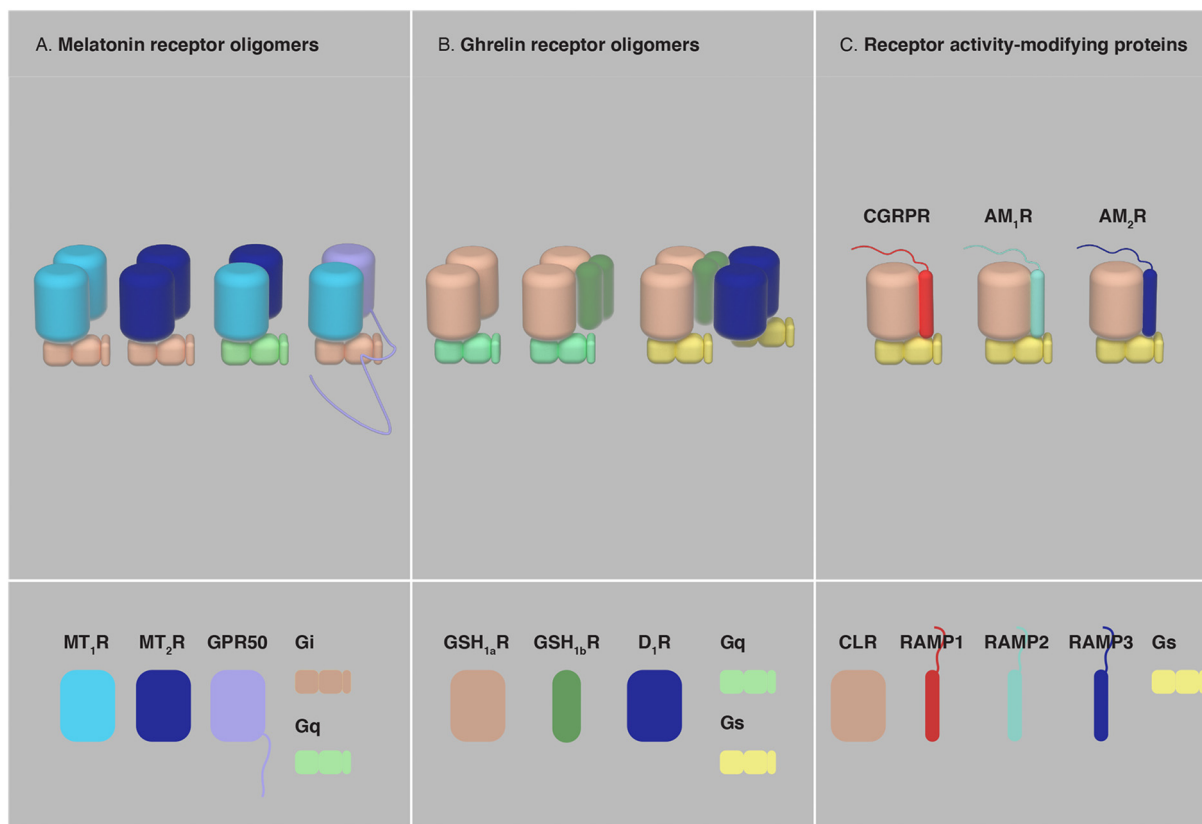 A. Melatonin receptor oligomers
B. Ghrelin receptor oligomers
C. Receptor activity-modifying proteins
CGRPR AM₁R AM₂R
MT₁R MT₂R GPR50 Gi
Gq
GSH₁ₐR GSH₁bR D₁R Gq
Gs
CLR RAMP1 RAMP2 RAMP3 Gs